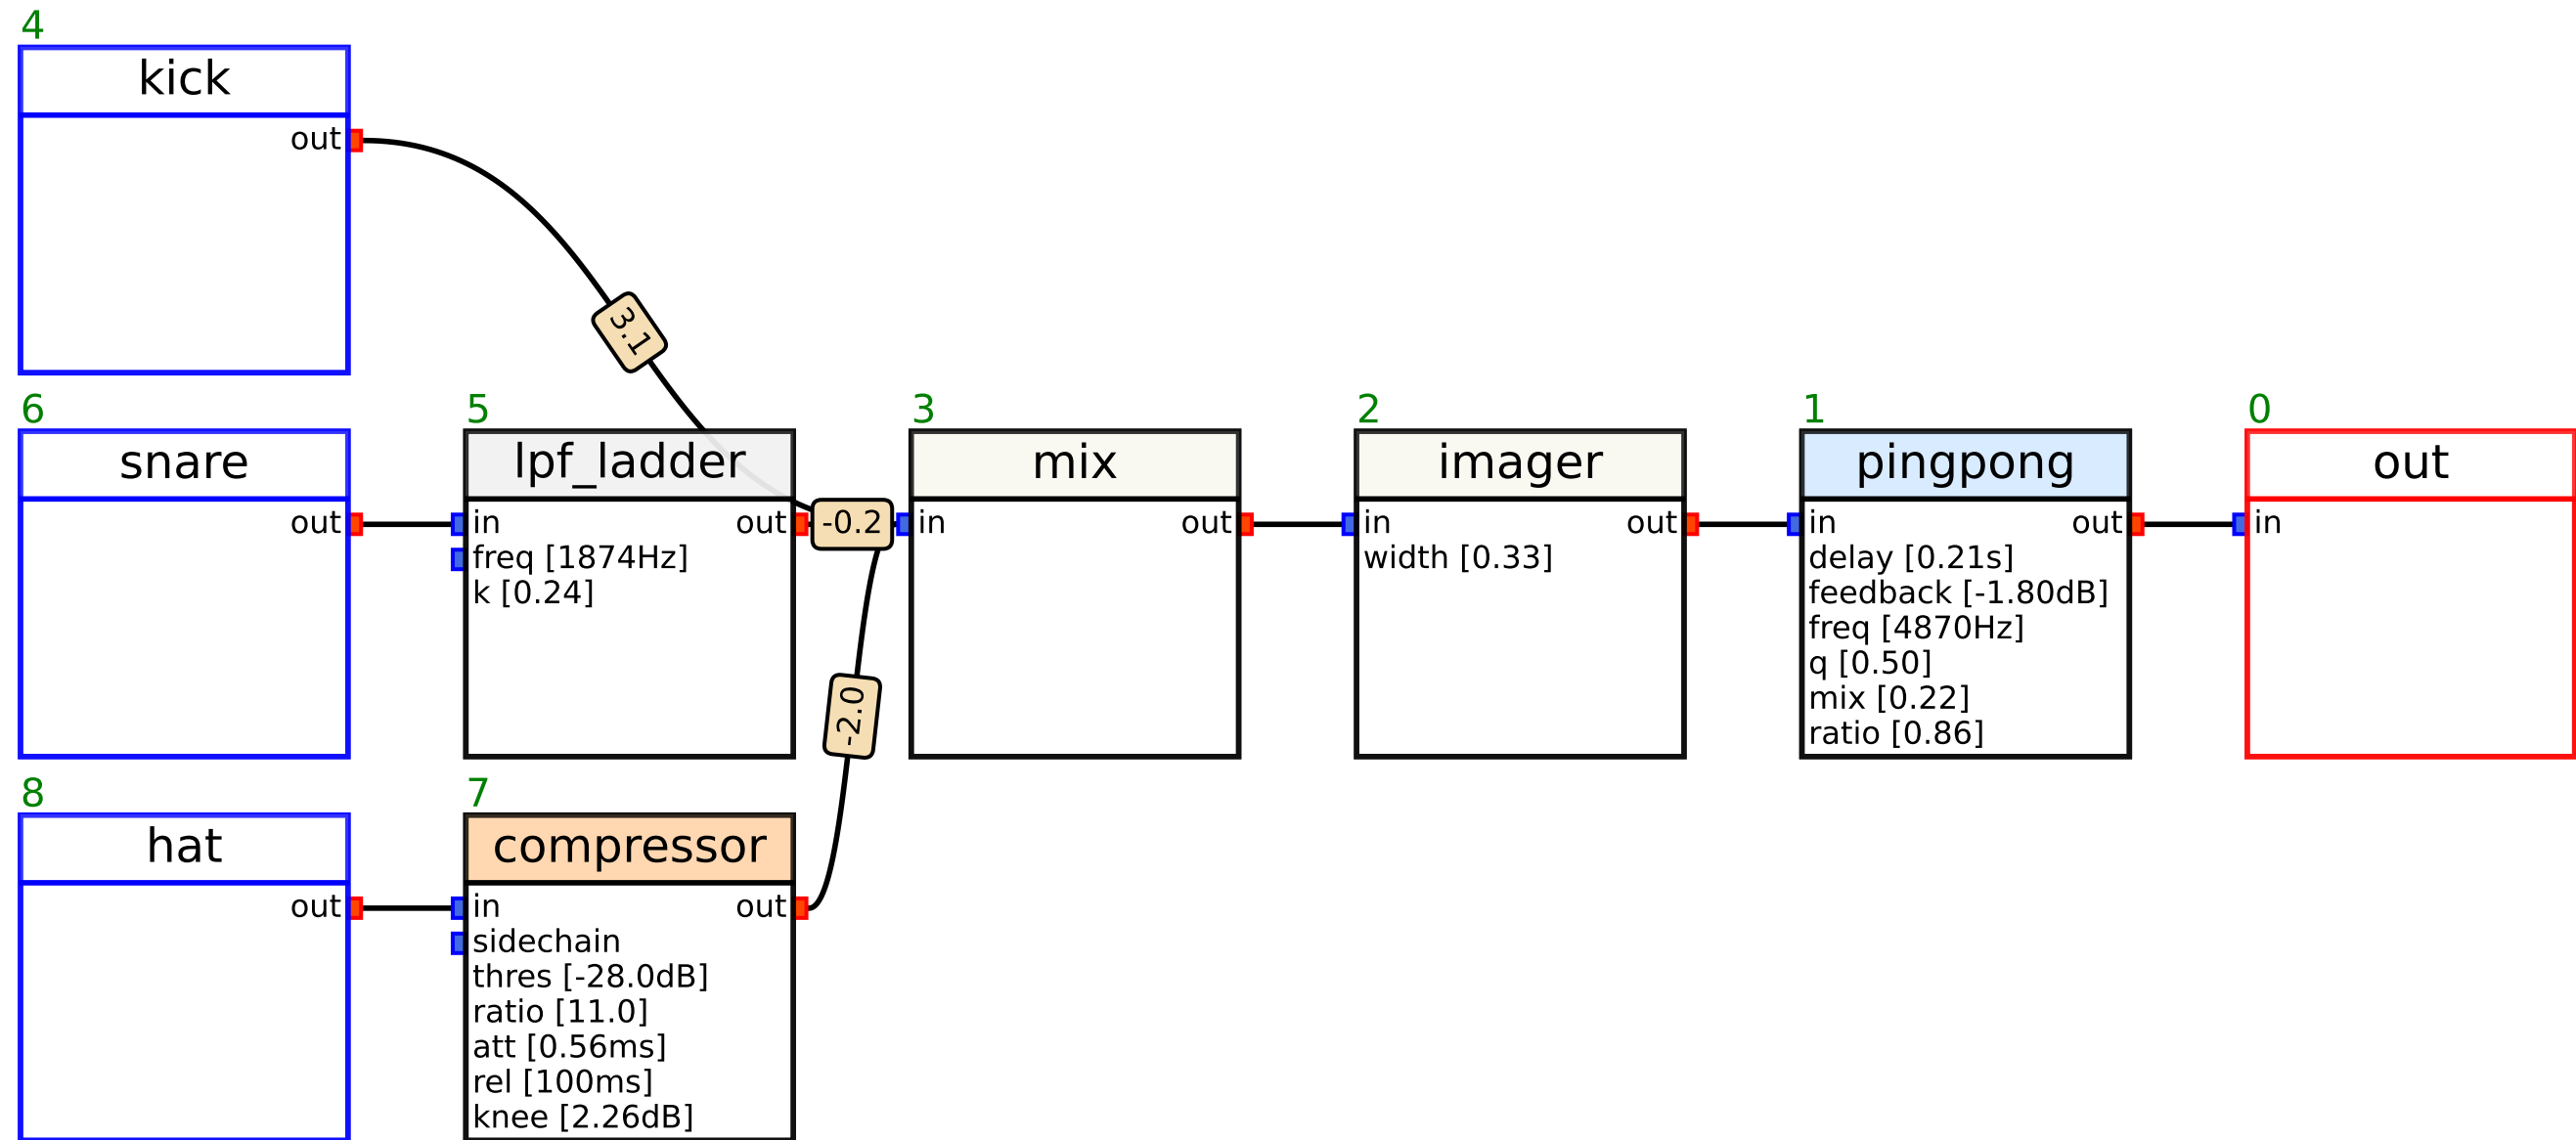 4
kick
out
3.1
6
snare
out
5
lpf_ladder
in
out
freq [1874Hz]
k [0.24]
-0.2
3
mix
in
out
2
imager
in
out
width [0.33]
1
pingpong
in
out
delay [0.21s]
feedback [-1.80dB]
freq [4870Hz]
q [0.50]
mix [0.22]
ratio [0.86]
0
out
in
-2.0
8
hat
out
7
compressor
in
out
sidechain
thres [-28.0dB]
ratio [11.0]
att [0.56ms]
rel [100ms]
knee [2.26dB]